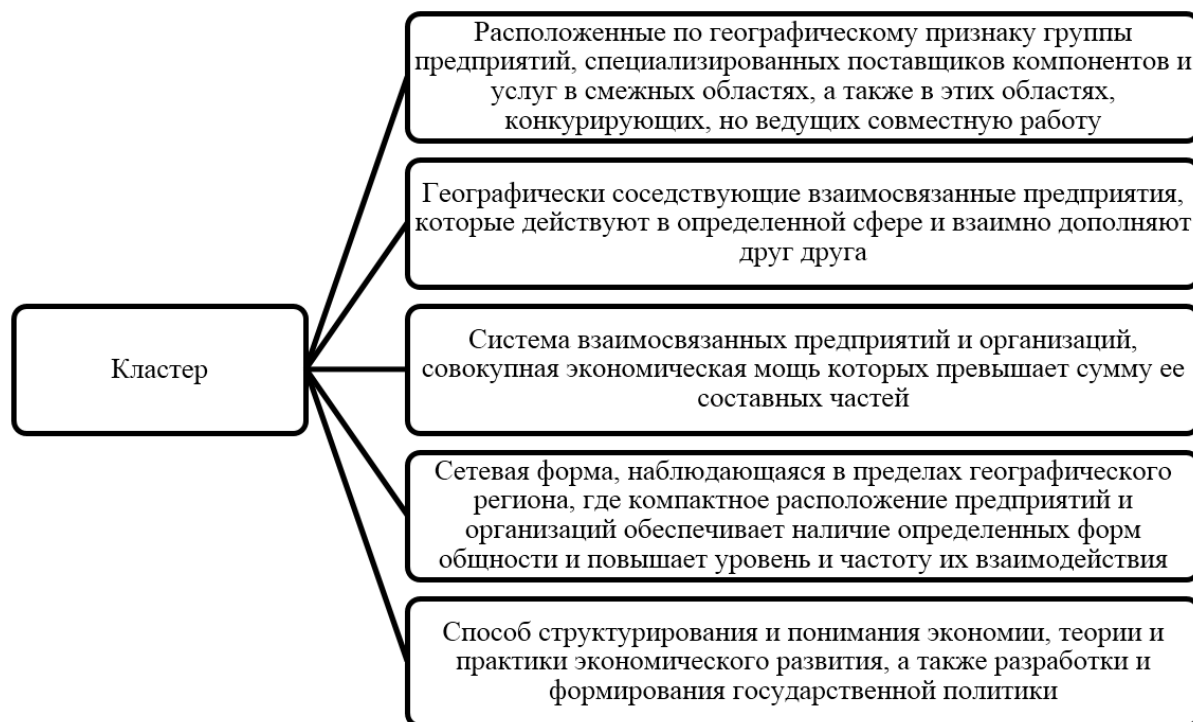 Кластер
Расположенные по географическому признаку группы
предприятий, специализированных поставщиков компонентов и
услуг в смежных областях, а также в этих областях,
конкурирующих, но ведущих совместную работу
Географически соседствующие взаимосвязанные предприятия,
которые действуют в определенной сфере и взаимно дополняют
друг друга
Система взаимосвязанных предприятий и организаций,
совокупная экономическая мощь которых превышает сумму ее
составных частей
Сетевая форма, наблюдающаяся в пределах географического
региона, где компактное расположение предприятий и
организаций обеспечивает наличие определенных форм
общности и повышает уровень и частоту их взаимодействия
Способ структурирования и понимания экономии, теории и
практики экономического развития, а также разработки и
формирования государственной политики